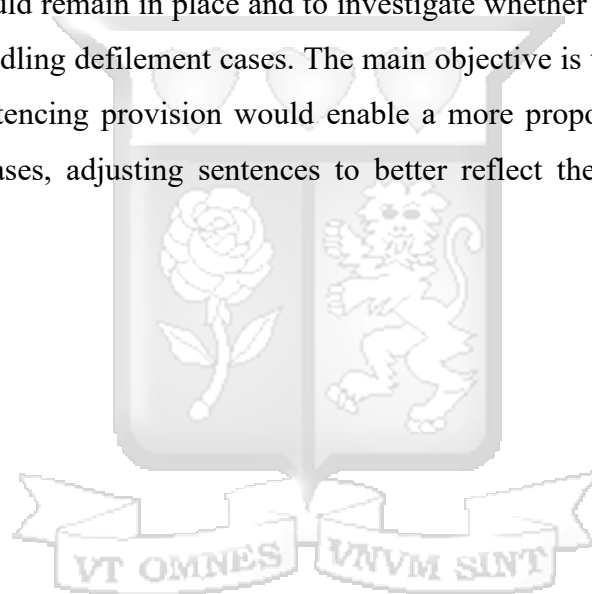 uld remain in place and to investigate whether
dling defilement cases. The main objective is
tencing provision would enable a more propo
ases, adjusting sentences to better reflect the
VT OMNES VNVM SINT